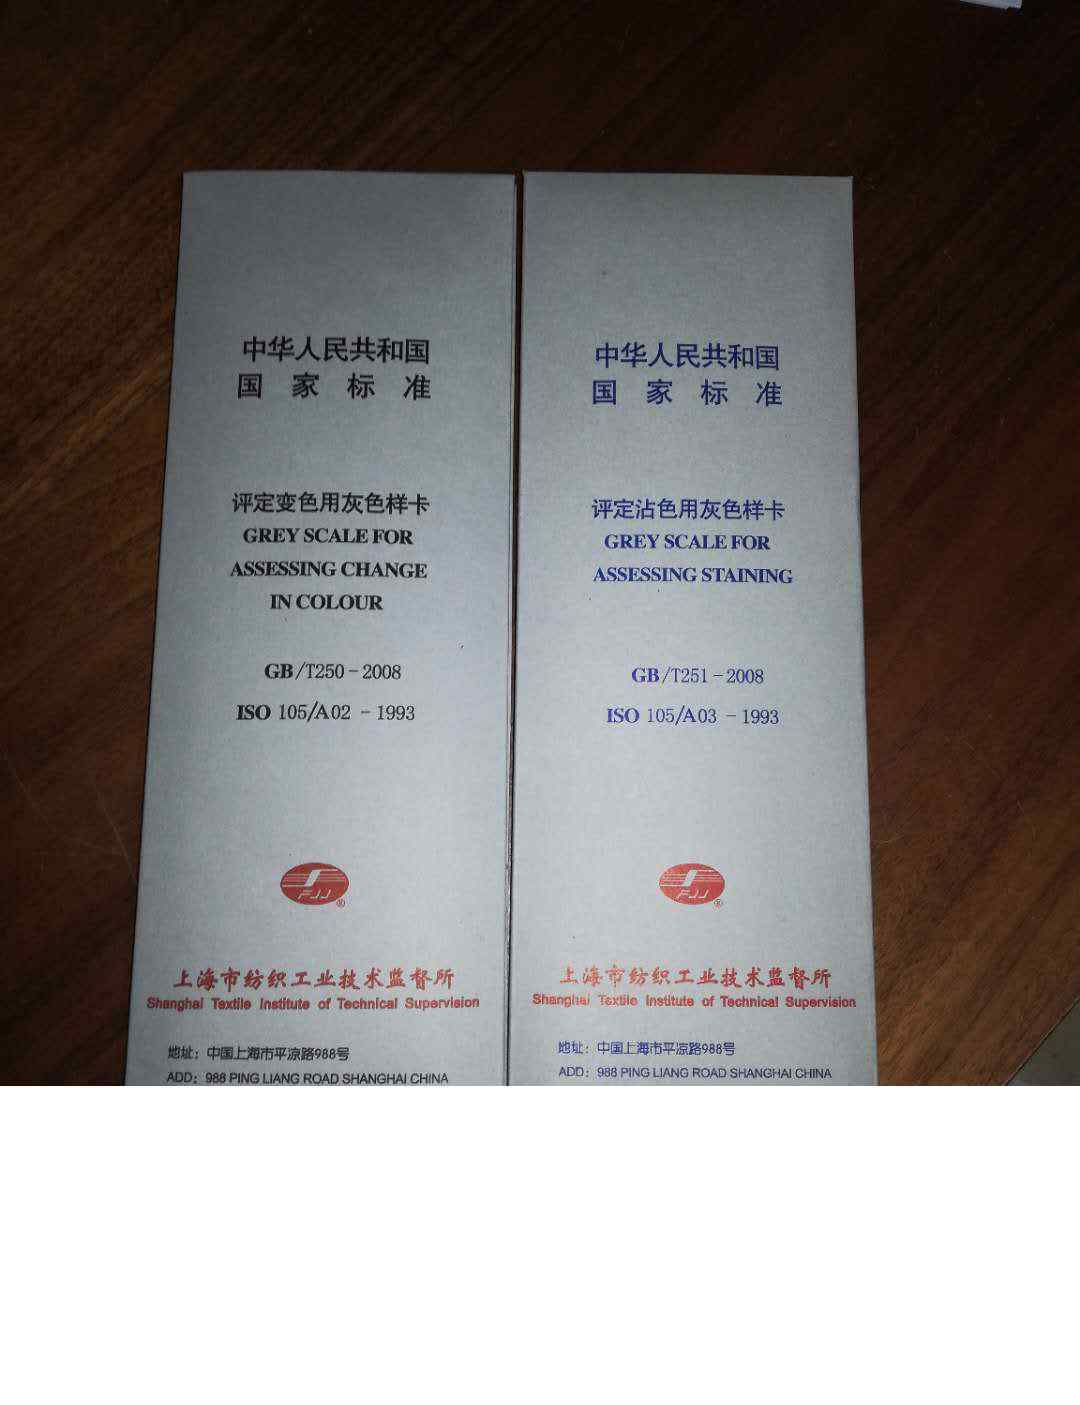 中华人民共和国
国家标准
评定变色用灰色样卡
GREY SCALE FOR
ASSESSING CHANGE
IN COLOUR
GB/T250-2008
ISO 105/A02 - 1993
FJJ®
上海市纺织工业技术监督所
Shanghai Textile Institute of Technical Supervision
地址：中国上海市平凉路988号
ADD：988 PING LIANG ROAD SHANGHAI CHINA
中华人民共和国
国家标准
评定沾色用灰色样卡
GREY SCALE FOR
ASSESSING STAINING
GB/T251-2008
ISO 105/A03 - 1993
FJJ®
上海市纺织工业技术监督所
Shanghai Textile Institute of Technical Supervision
地址：中国上海市平凉路988号
ADD：988 PING LIANG ROAD SHANGHAI CHINA